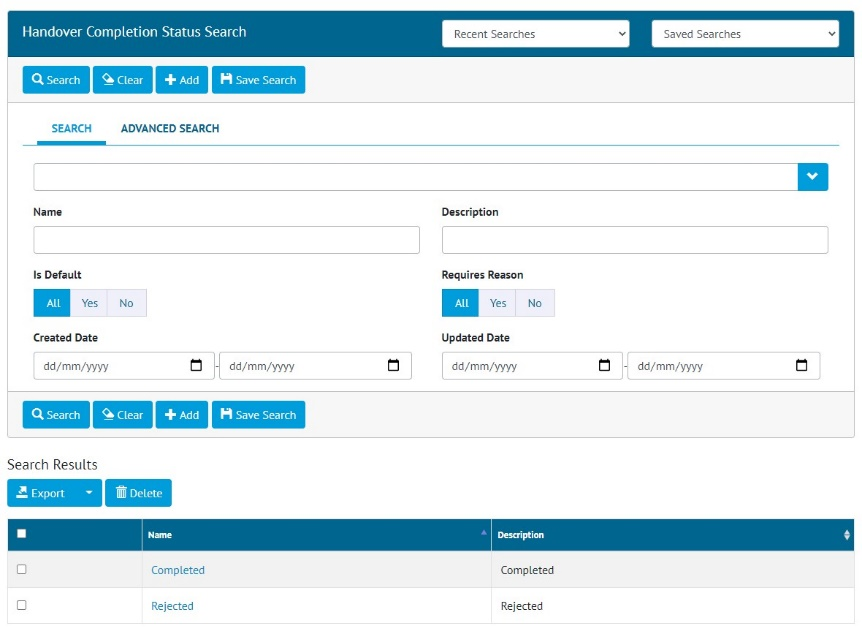 Handover Completion Status Search Recent Searches Saved Searches
Search Clear Add Save Search
SEARCH ADVANCED SEARCH
Name Description
Is Default Requires Reason
All Yes No All Yes No
Created Date Updated Date
dd/mm/yyyy - dd/mm/yyyy dd/mm/yyyy - dd/mm/yyyy
Search Clear Add Save Search
Search Results
Export Delete
Name Description
Completed Completed
Rejected Rejected